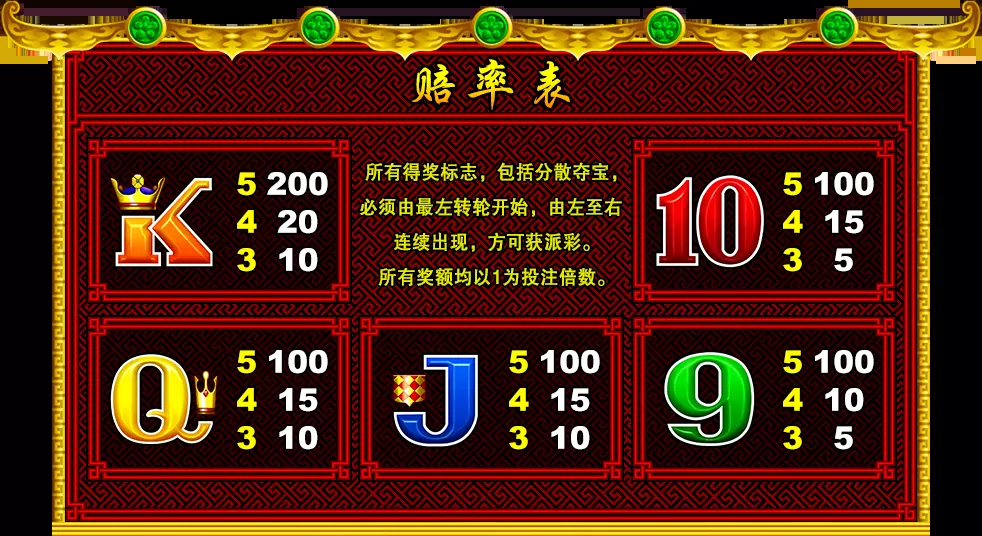 赔率表
K
5 200
4 20
3 10
所有得奖标志，包括分散夺宝，
必须由最左转轮开始，由左至右
连续出现，方可获派彩。
所有奖额均以1为投注倍数。
10
5 100
4 15
3 5
Q
5 100
4 15
3 10
J
5 100
4 15
3 10
9
5 100
4 10
3 5